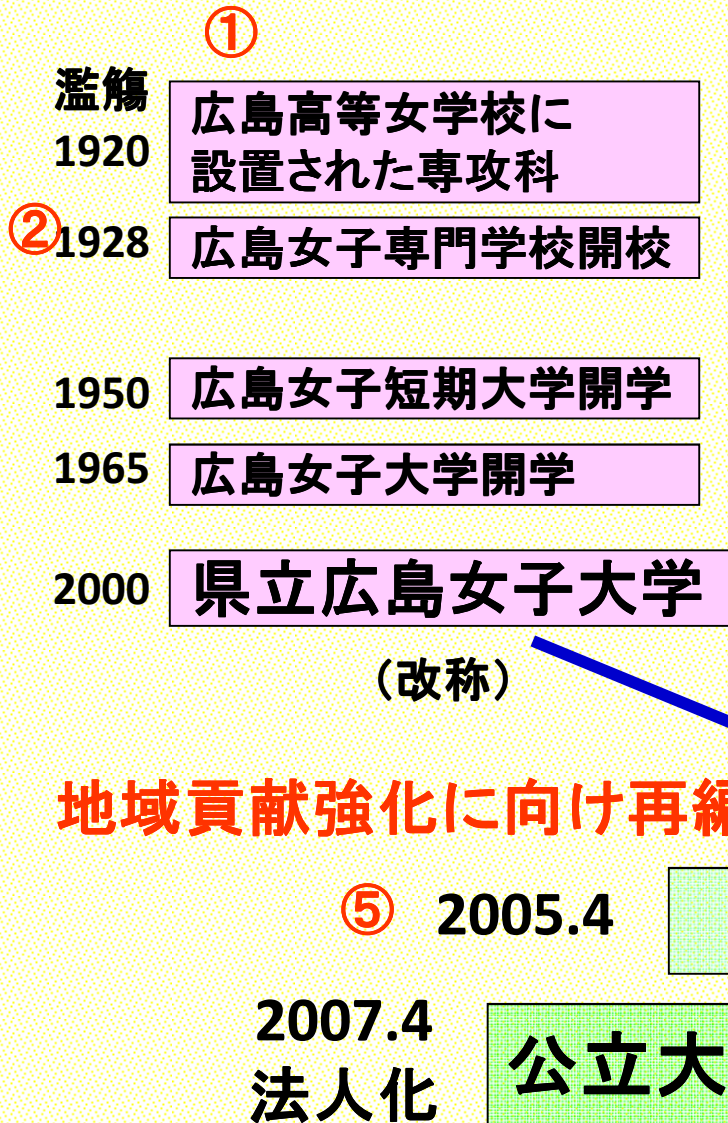 ①
濫觴
1920
広島高等女学校に
設置された専攻科
②
1928
広島女子専門学校開校
1950
広島女子短期大学開学
1965
広島女子大学開学
2000
県立広島女子大学
（改称）
地域貢献強化に向け再編
⑤ 2005.4
2007.4
法人化
公立大